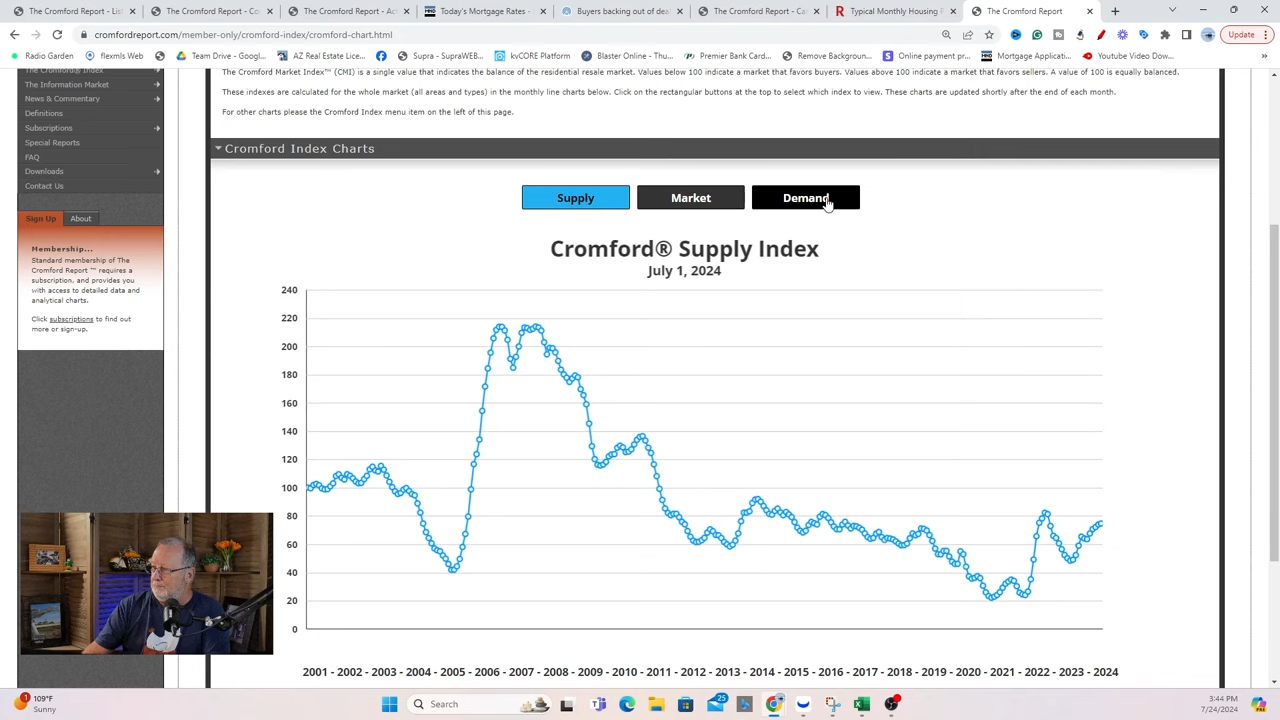 The Cromford Report - Lis
The Cromford Report
The Cromford Report - Ac
Today's Mortgage Rates -
Buyers backing out of de
The Cromford Report - Ca
Typical Monthly Housing
The Cromford Report
cromfordreport.com/member-only/cromford-index/cromford-chart.html
Update
Radio Garden
flexmls Web
Team Drive - Googl...
AZ Real Estate Lice...
Supra - SupraWEB...
kvCORE Platform
Blaster Online - Thu...
Premier Bank Card...
Remove Background...
Online payment pr...
Mortgage Applicati...
Youtube Video Dow...
The Cromford® Index
The Information Market
News & Commentary
Definitions
Subscriptions
Special Reports
FAQ
Downloads
Contact Us
Sign Up
About
Membership...
Standard membership of The
Cromford Report ™ requires a
subscription, and provides you
with access to detailed data and
analytical charts.
Click subscriptions to find out
more or sign-up.
The Cromford Market Index™ (CMI) is a single value that indicates the balance of the residential resale market. Values below 100 indicate a market that favors buyers. Values above 100 indicate a market that favors sellers. A value of 100 is equally balanced.
These indexes are calculated for the whole market (all areas and types) in the monthly line charts below. Click on the rectangular buttons at the top to select which index to view. These charts are updated shortly after the end of each month.
For other charts please the Cromford Index menu item on the left of this page.
Cromford Index Charts
Supply
Market
Demand
Cromford® Supply Index
July 1, 2024
240
220
200
180
160
140
120
100
80
60
40
20
0
2001 - 2002 - 2003 - 2004 - 2005 - 2006 - 2007 - 2008 - 2009 - 2010 - 2011 - 2012 - 2013 - 2014 - 2015 - 2016 - 2017 - 2018 - 2019 - 2020 - 2021 - 2022 - 2023 - 2024
1
109°F
Sunny
Search
25
3:44 PM
7/24/2024